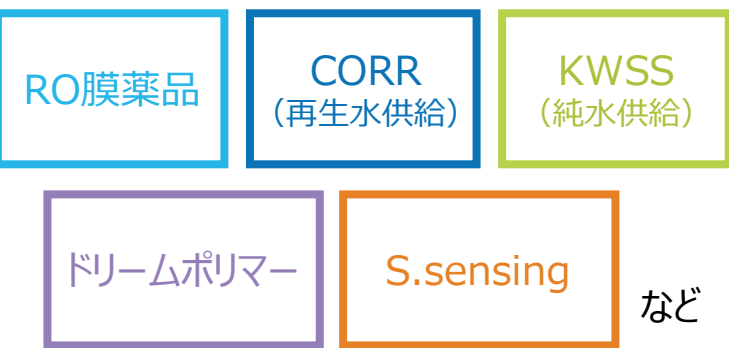 RO膜薬品
CORR
（再生水供給）
KWSS
（純水供給）
ドリームポリマー
S.sensing
など